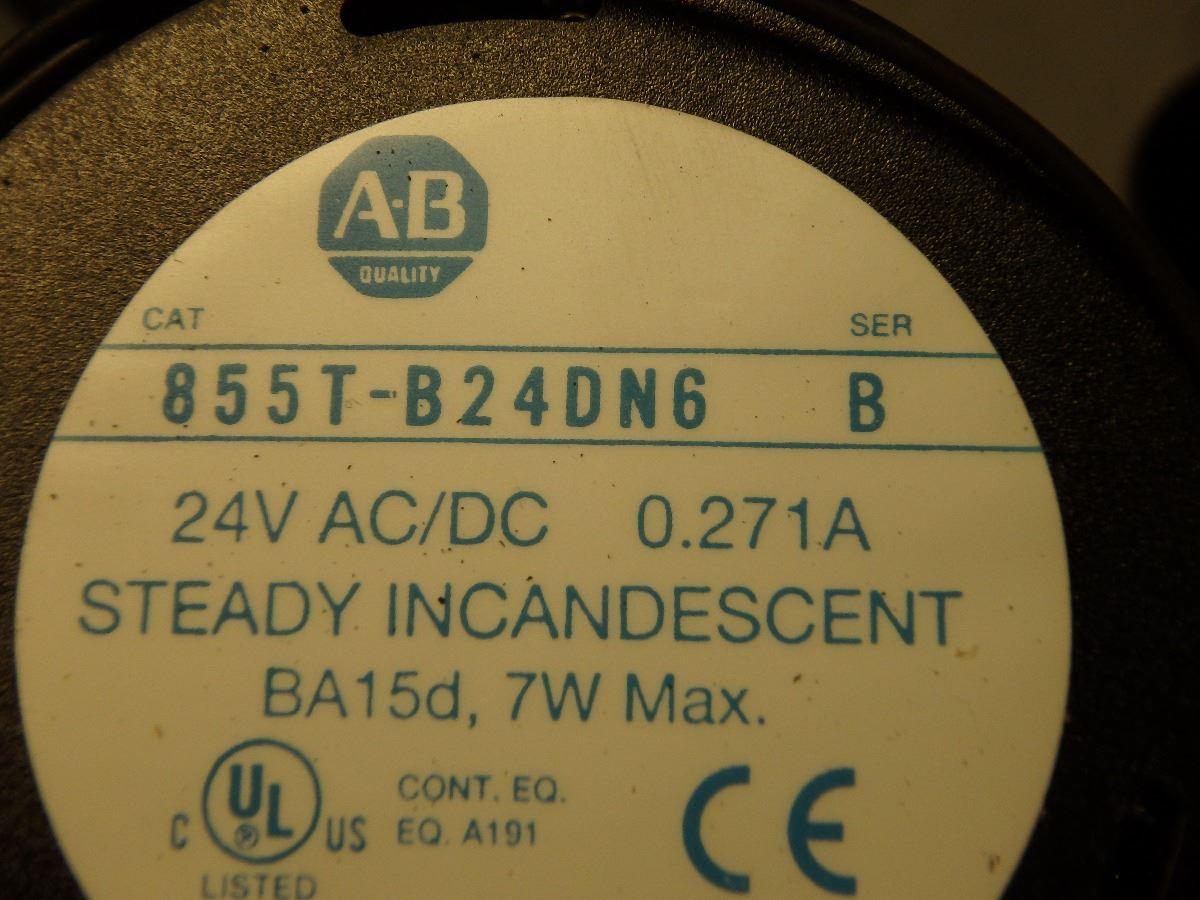 A-B
QUALITY
CAT SER
855T-B24DN6 B
24V AC/DC 0.271A
STEADY INCANDESCENT
BA15d, 7W Max.
C UL ® US
LISTED
CONT. EQ.
EQ. A191
CE